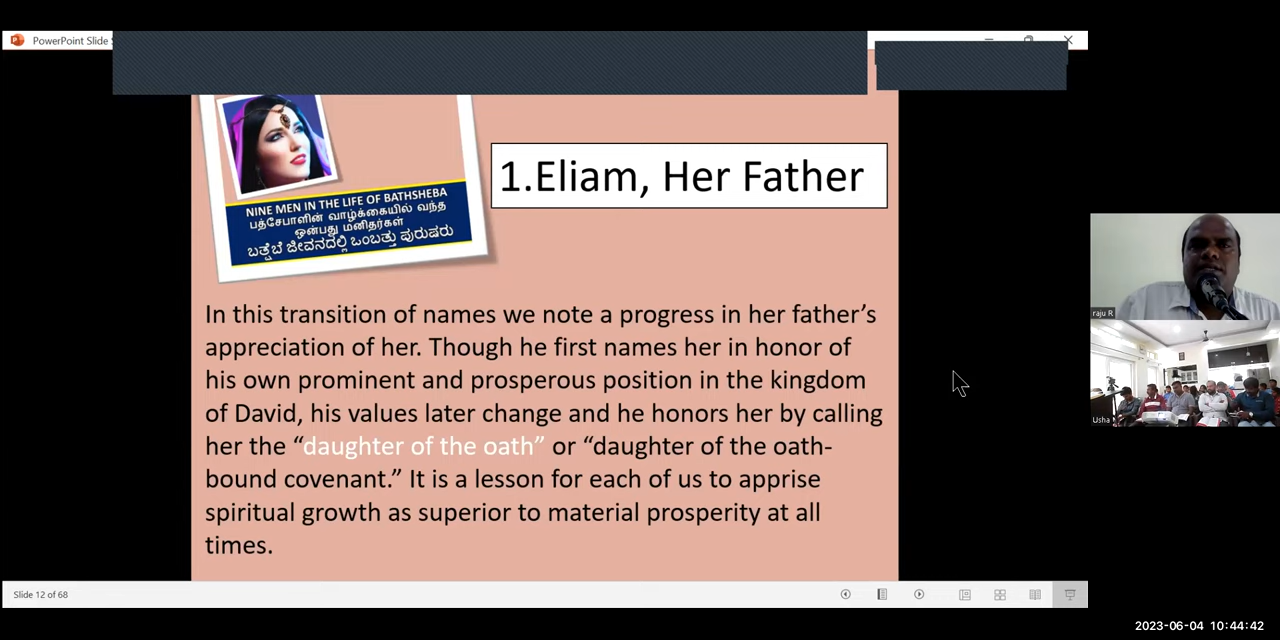 PowerPoint Slide
NINE MEN IN THE LIFE OF BATHSHEBA
பத்சேபாளின் வாழ்க்கையில் வந்த
ஒன்பது மனிதர்கள்
ಬತ್ಷೆಬೆ ಜೀವನದಲ್ಲಿ ಒಂಬತ್ತು ಪುರುಷರು
1.Eliam, Her Father
In this transition of names we note a progress in her father’s
appreciation of her. Though he first names her in honor of
his own prominent and prosperous position in the kingdom
of David, his values later change and he honors her by calling
her the “daughter of the oath” or “daughter of the oath-
bound covenant.” It is a lesson for each of us to apprise
spiritual growth as superior to material prosperity at all
times.
raju R
Usha
Slide 12 of 68
2023-06-04 10:44:42